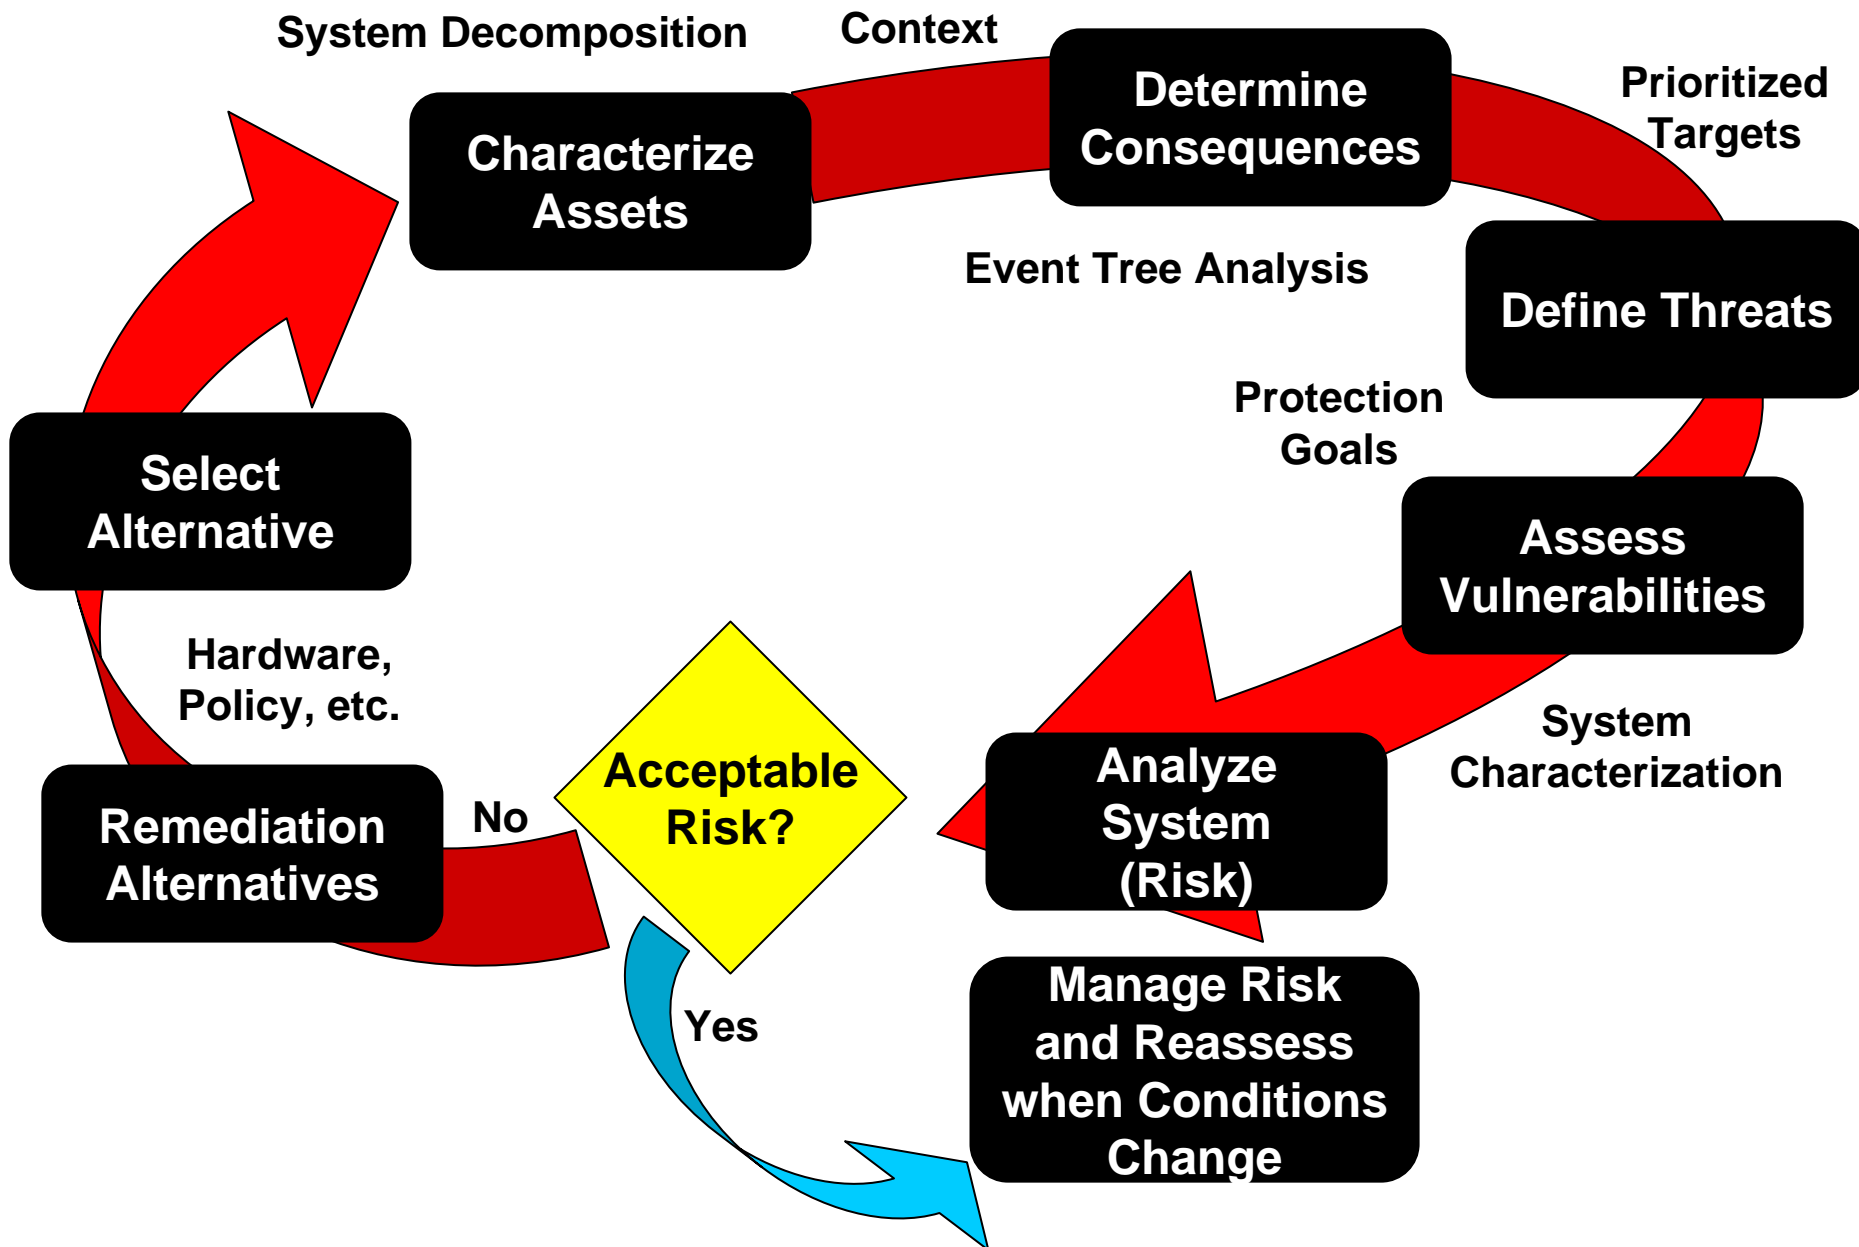 System Decomposition
Context
Characterize
Assets
Determine
Consequences
Prioritized
Targets
Event Tree Analysis
Define Threats
Protection
Goals
Assess
Vulnerabilities
System
Characterization
Analyze
System
(Risk)
Acceptable
Risk?
No
Yes
Manage Risk
and Reassess
when Conditions
Change
Remediation
Alternatives
Hardware,
Policy, etc.
Select
Alternative